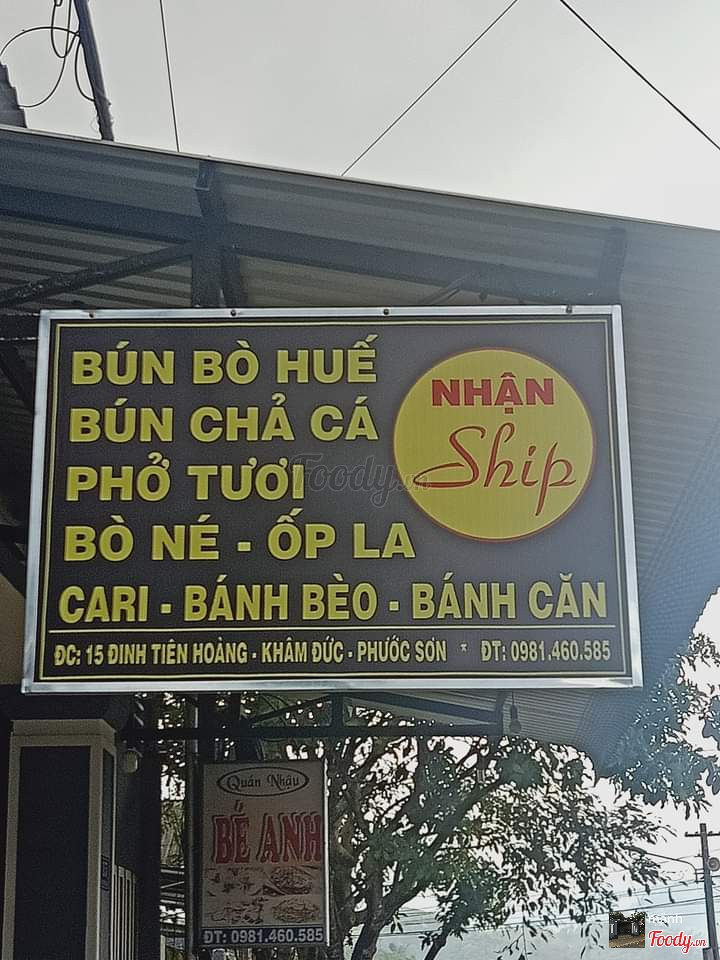 BÚN BÒ HUẾ
BÚN CHẢ CÁ
PHỞ TƯƠI
BÒ NÉ - ỐP LA
CARI - BÁNH BÈO - BÁNH CĂN
NHẬN
Ship
ĐC: 15 ĐINH TIÊN HOÀNG - KHÂM ĐỨC - PHƯỚC SƠN * ĐT: 0981.460.585
Foody.vn
Quán Nhậu
BÉ ANH
ĐT: 0981.460.585
Foody.vn